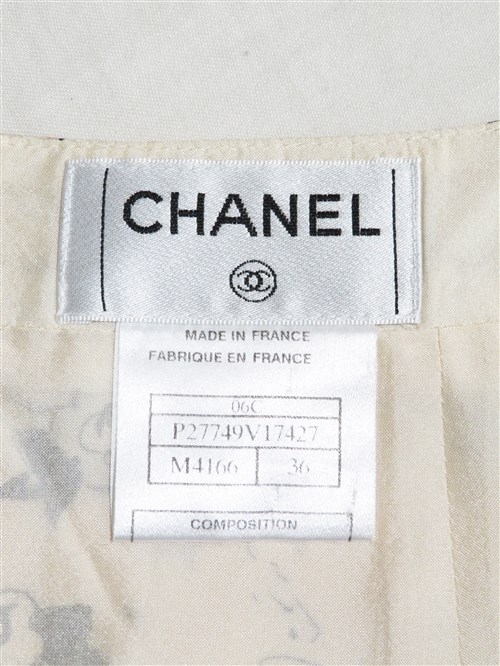 CHANEL
MADE IN FRANCE
FABRIQUE EN FRANCE
06C
P27749V17427
M4166 36
COMPOSITION